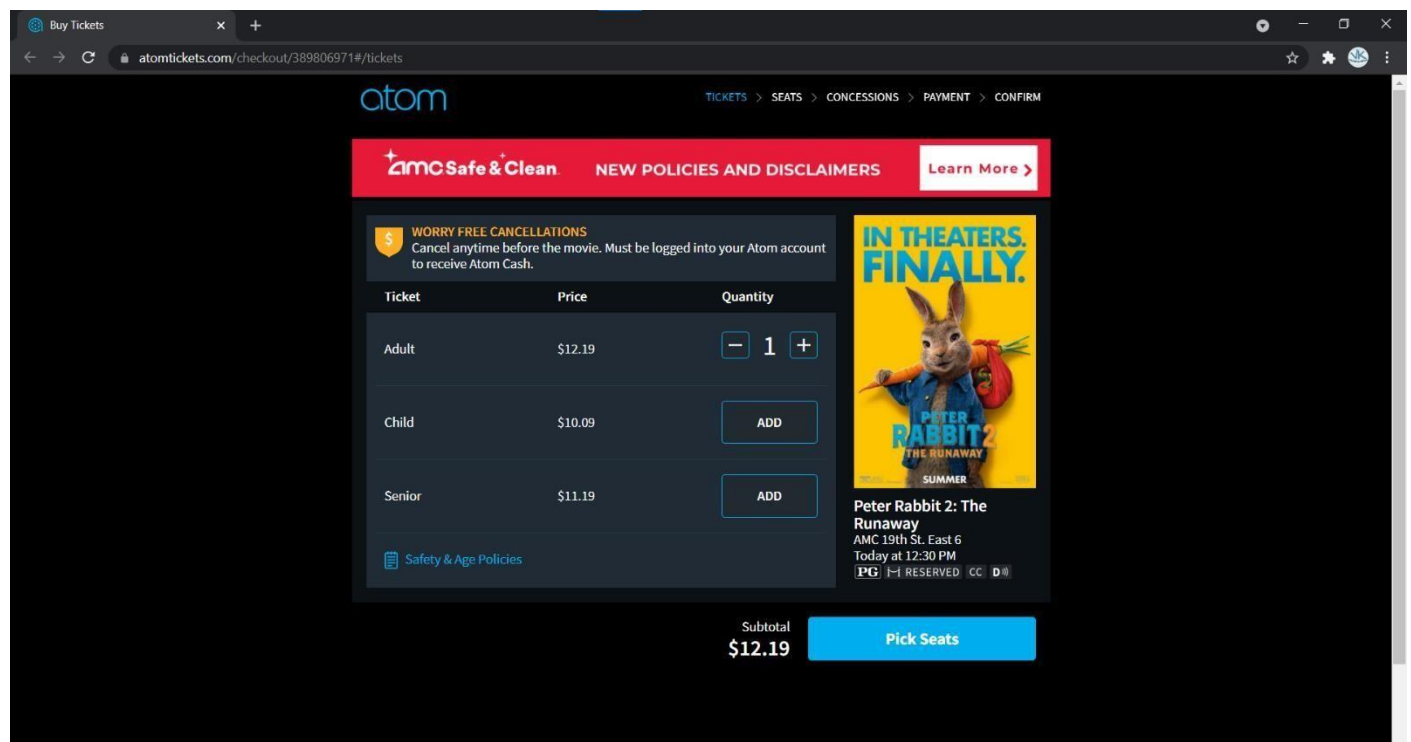 Buy Tickets
atomtickets.com/checkout/389806971#/tickets
atom
TICKETS > SEATS > CONCESSIONS > PAYMENT > CONFIRM
amc Safe & Clean NEW POLICIES AND DISCLAIMERS Learn More >
$ WORRY FREE CANCELLATIONS
Cancel anytime before the movie. Must be logged into your Atom account
to receive Atom Cash.
Ticket Price Quantity
Adult $12.19 − 1 +
Child $10.09 ADD
Senior $11.19 ADD
Safety & Age Policies
IN THEATERS.
FINALLY.
PETER
RABBIT 2
THE RUNAWAY
SUMMER
Peter Rabbit 2: The
Runaway
AMC 19th St. East 6
Today at 12:30 PM
PG RESERVED CC D
Subtotal
$12.19
Pick Seats